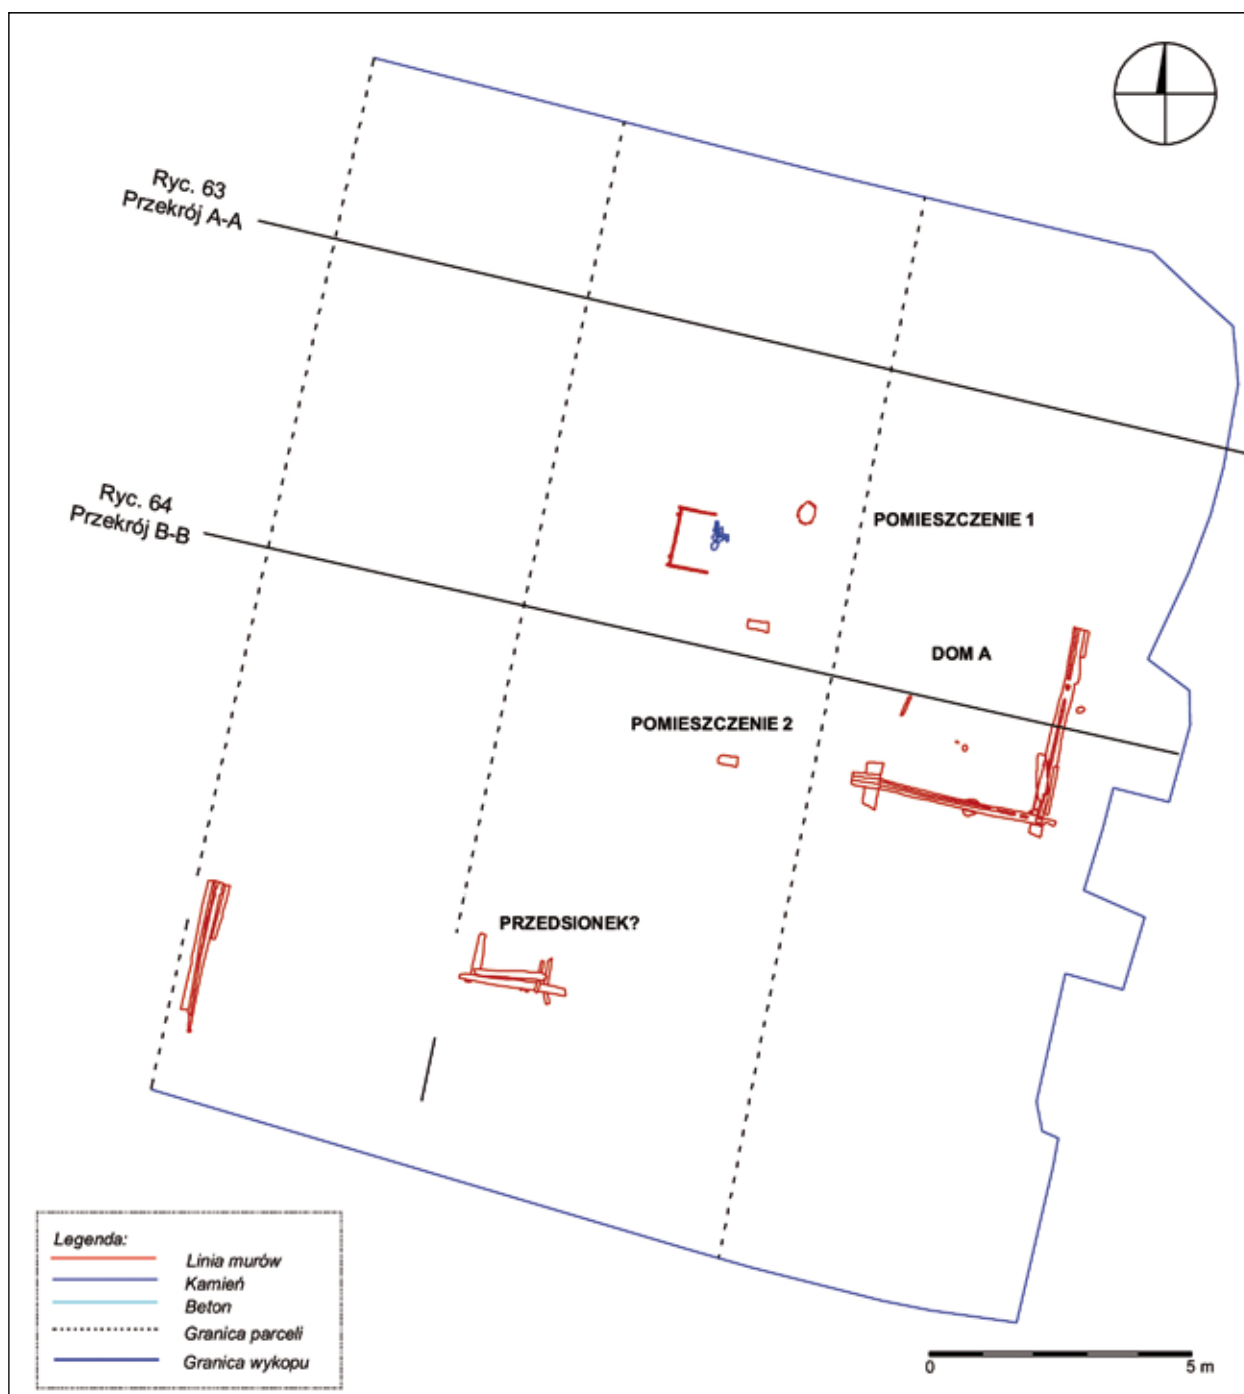 Ryc. 63
Przekrój A-A
Ryc. 64
Przekrój B-B
POMIESZCZENIE 1
DOM A
POMIESZCZENIE 2
PRZEDSIONEK?
Legenda:
Linia murów
Kamień
Beton
Granica parceli
Granica wykopu
0 5 m